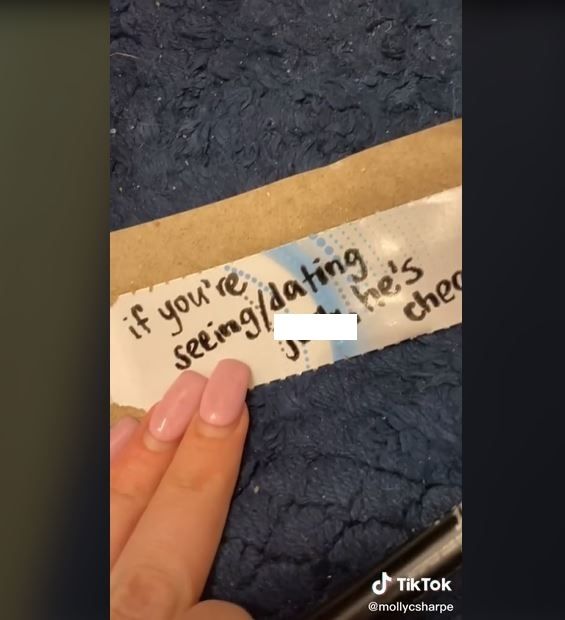 if you're
seeing/dating
he's
chea
TikTok
@mollycsharpe